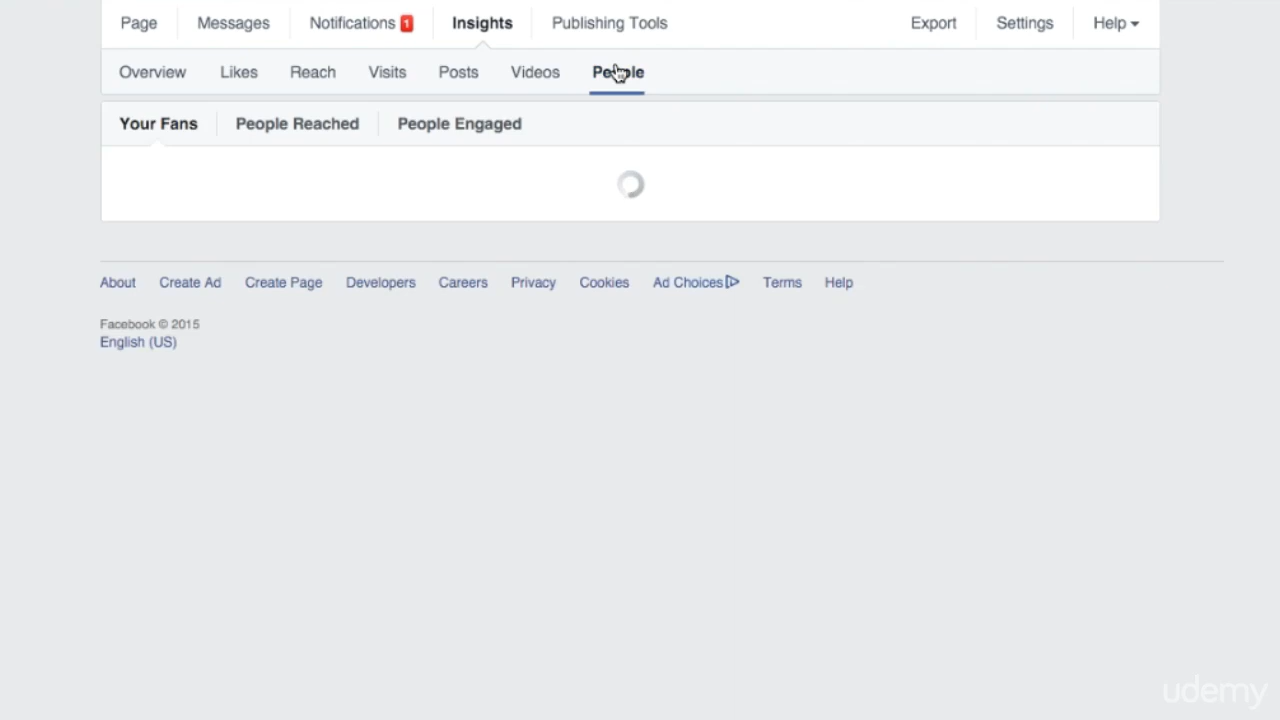 Page Messages Notifications 1 Insights Publishing Tools Export Settings Help
Overview Likes Reach Visits Posts Videos People
Your Fans People Reached People Engaged
About Create Ad Create Page Developers Careers Privacy Cookies Ad Choices Terms Help
Facebook © 2015
English (US)
udemy